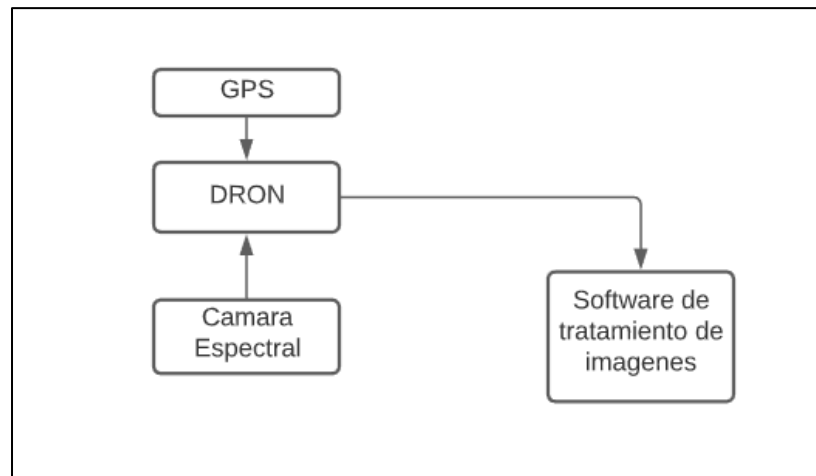 GPS
DRON
Camara
Espectral
Software de
tratamiento de
imagenes